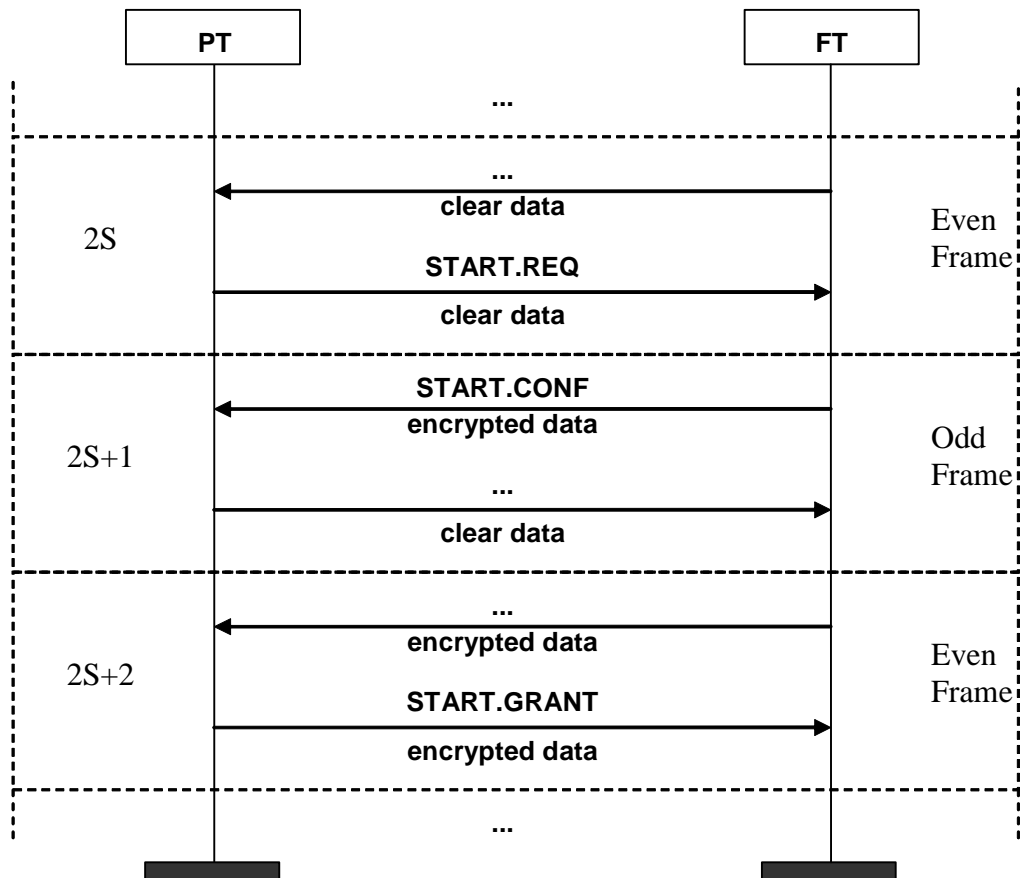 PT
FT
...
...
clear data
2S
Even
Frame
START.REQ
clear data
START.CONF
encrypted data
2S+1
Odd
Frame
...
clear data
...
encrypted data
2S+2
Even
Frame
START.GRANT
encrypted data
...